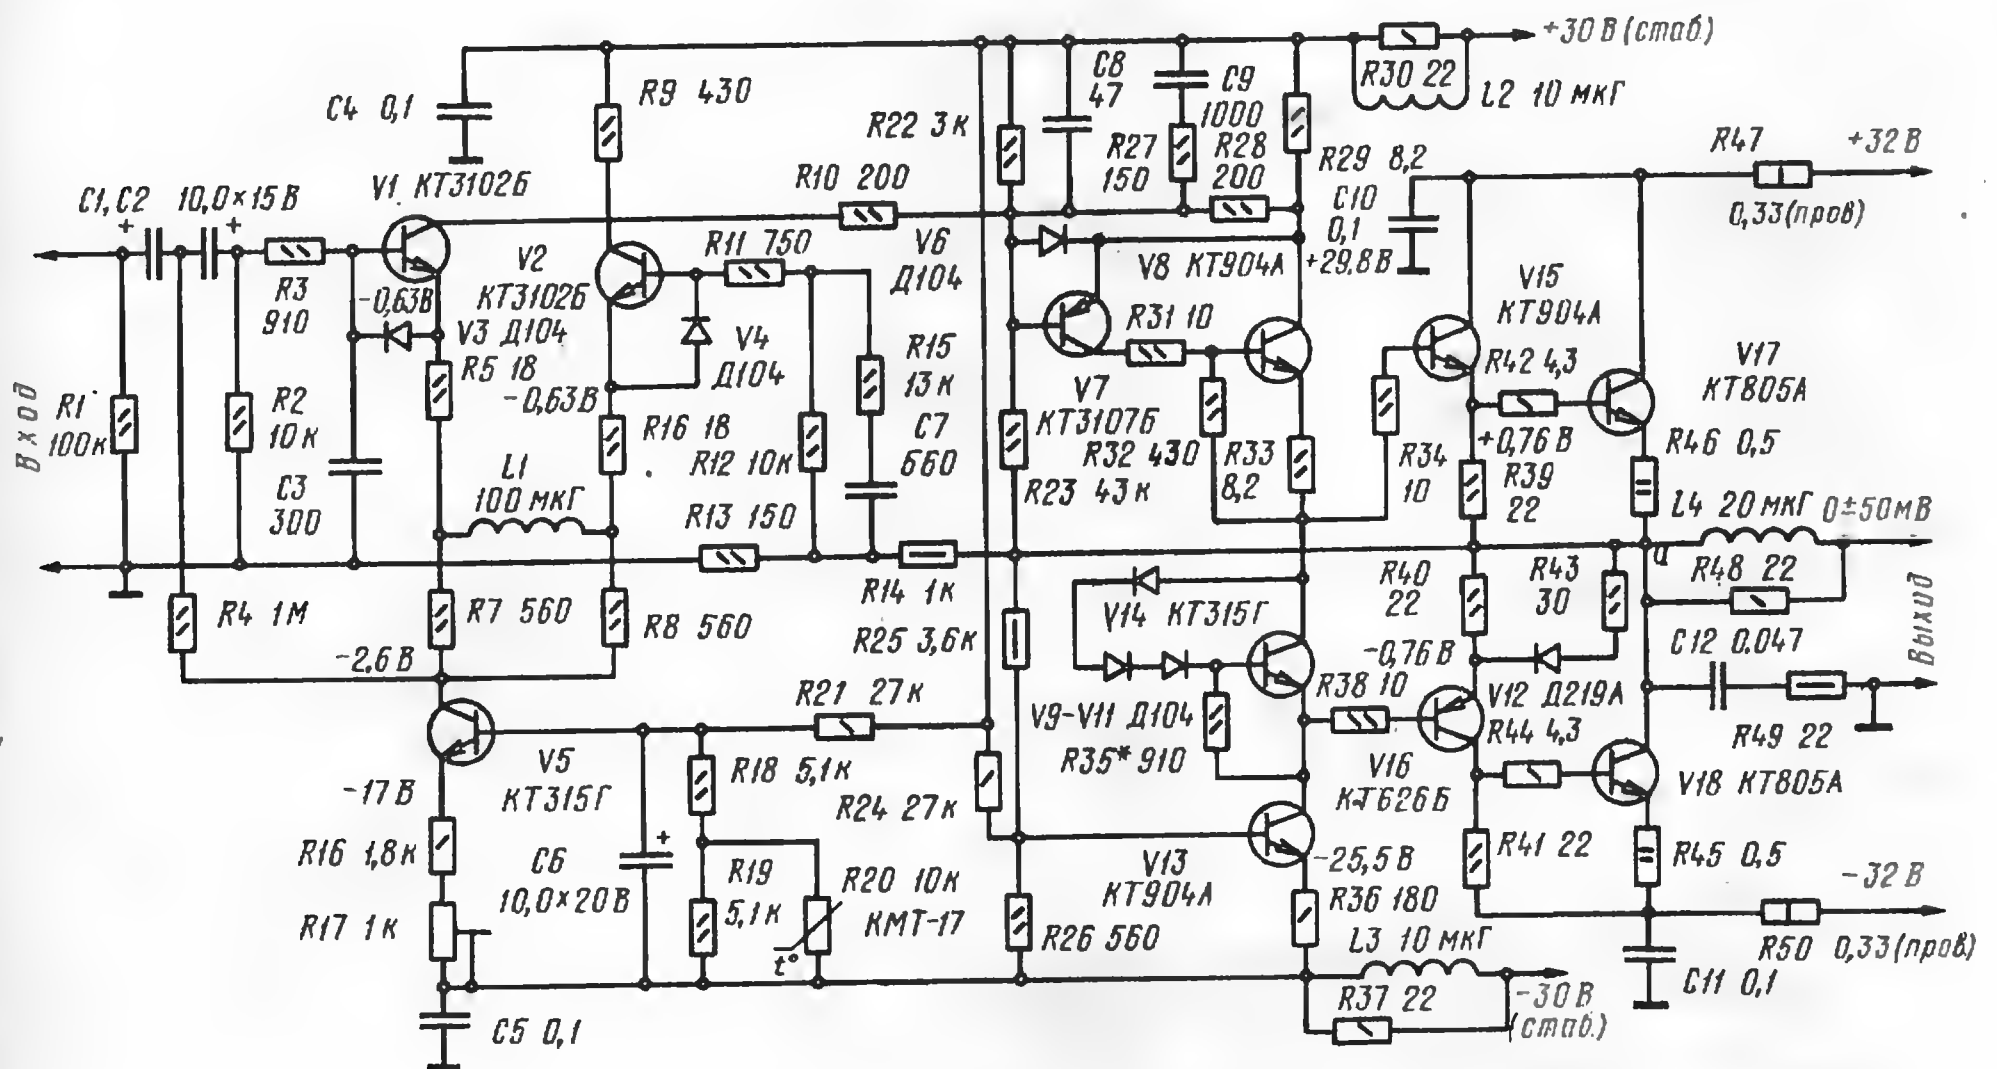 +30 В (стаб.)
R30 22
L2 10 мкГ
C4 0,1
R9 430
R22 3 к
C8
47
C9
1000
R27
150
R28
200
R29 8,2
R47
+32 В
0,33 (пров)
C1, C2
10,0×15 В
+
+
V1 КТ3102Б
R10 200
R11 750
V6
Д104
V8 КТ904А
C10
0,1
+29,8 В
V2
КТ3102Б
R3
910
-0,63 В
V3 Д104
R5 18
-0,63 В
V4
Д104
R15
13 к
R31 10
V15
КТ904А
R42 4,3
V17
КТ805А
Вход
R1
100 к
R2
10 к
C3
300
L1
100 мкГ
R16 18
R12 10 к
C7
660
V7
КТ3107Б
R32 430
R23 43 к
R33
8,2
R34
10
+0,76 В
R39
22
R46 0,5
R13 150
L4 20 мкГ
0±50 мВ
а
R4 1 М
R7 560
R8 560
R14 1 к
R25 3,6 к
V14 КТ315Г
R40
22
R43
30
R48 22
C12 0.047
Выход
-2,6 В
R21 27 к
V9-V11 Д104
R35* 910
-0,76 В
R38 10
V12 Д219А
R44 4,3
R49 22
V5
КТ315Г
R18 5,1 к
R24 27 к
V16
КТ626Б
V18 КТ805А
-17 В
R16 1,8 к
R17 1 к
C6
10,0×20 В
+
R19
5,1 к
R20 10 к
КМТ-17
t°
V13
КТ904А
-25,5 В
R36 180
R41 22
R45 0,5
-32 В
R26 560
L3 10 мкГ
R37 22
-30 В
(стаб.)
C11 0,1
R50 0,33 (пров)
C5 0,1